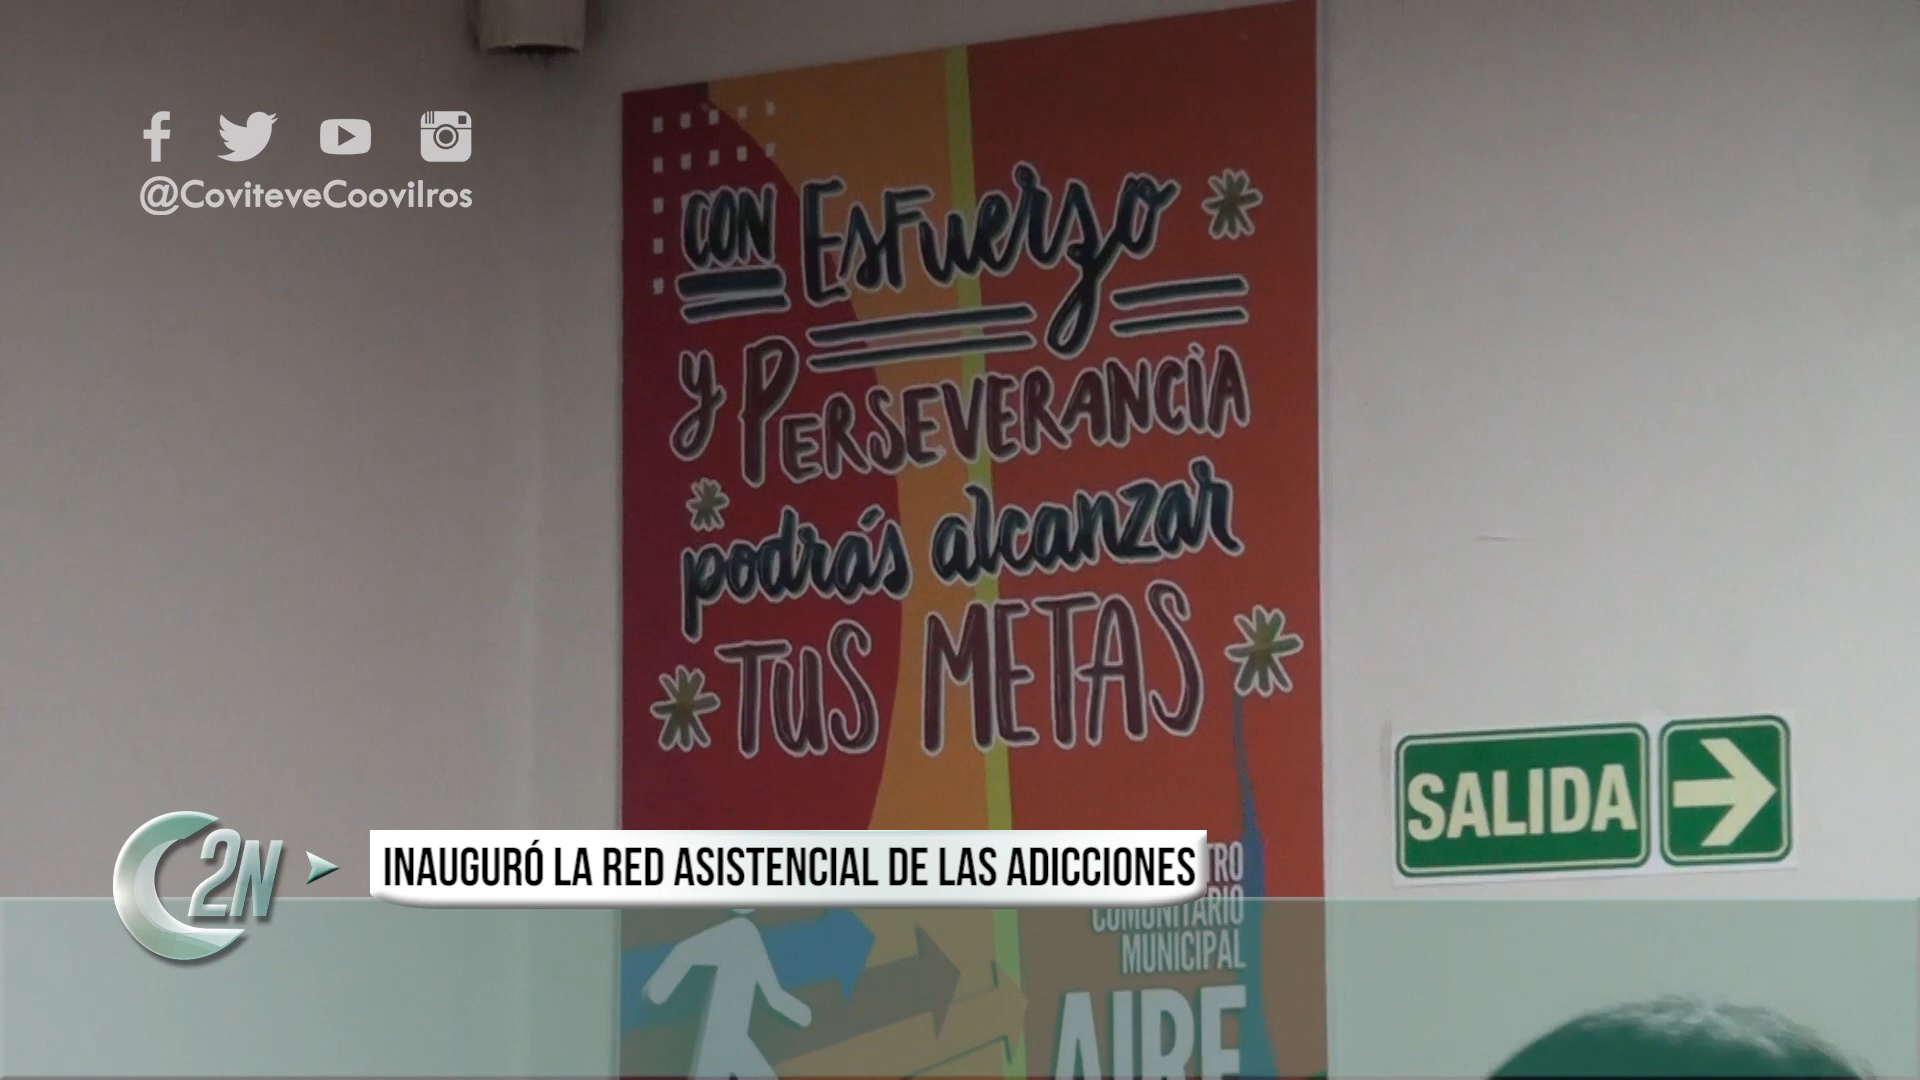 @CoviteveCoovilros
CON ESFUERZO
Y PERSEVERANCIA
podrás alcanzar
TUS METAS
SALIDA
2N
INAUGURÓ LA RED ASISTENCIAL DE LAS ADICCIONES
COMUNITARIO
MUNICIPAL
AIRE